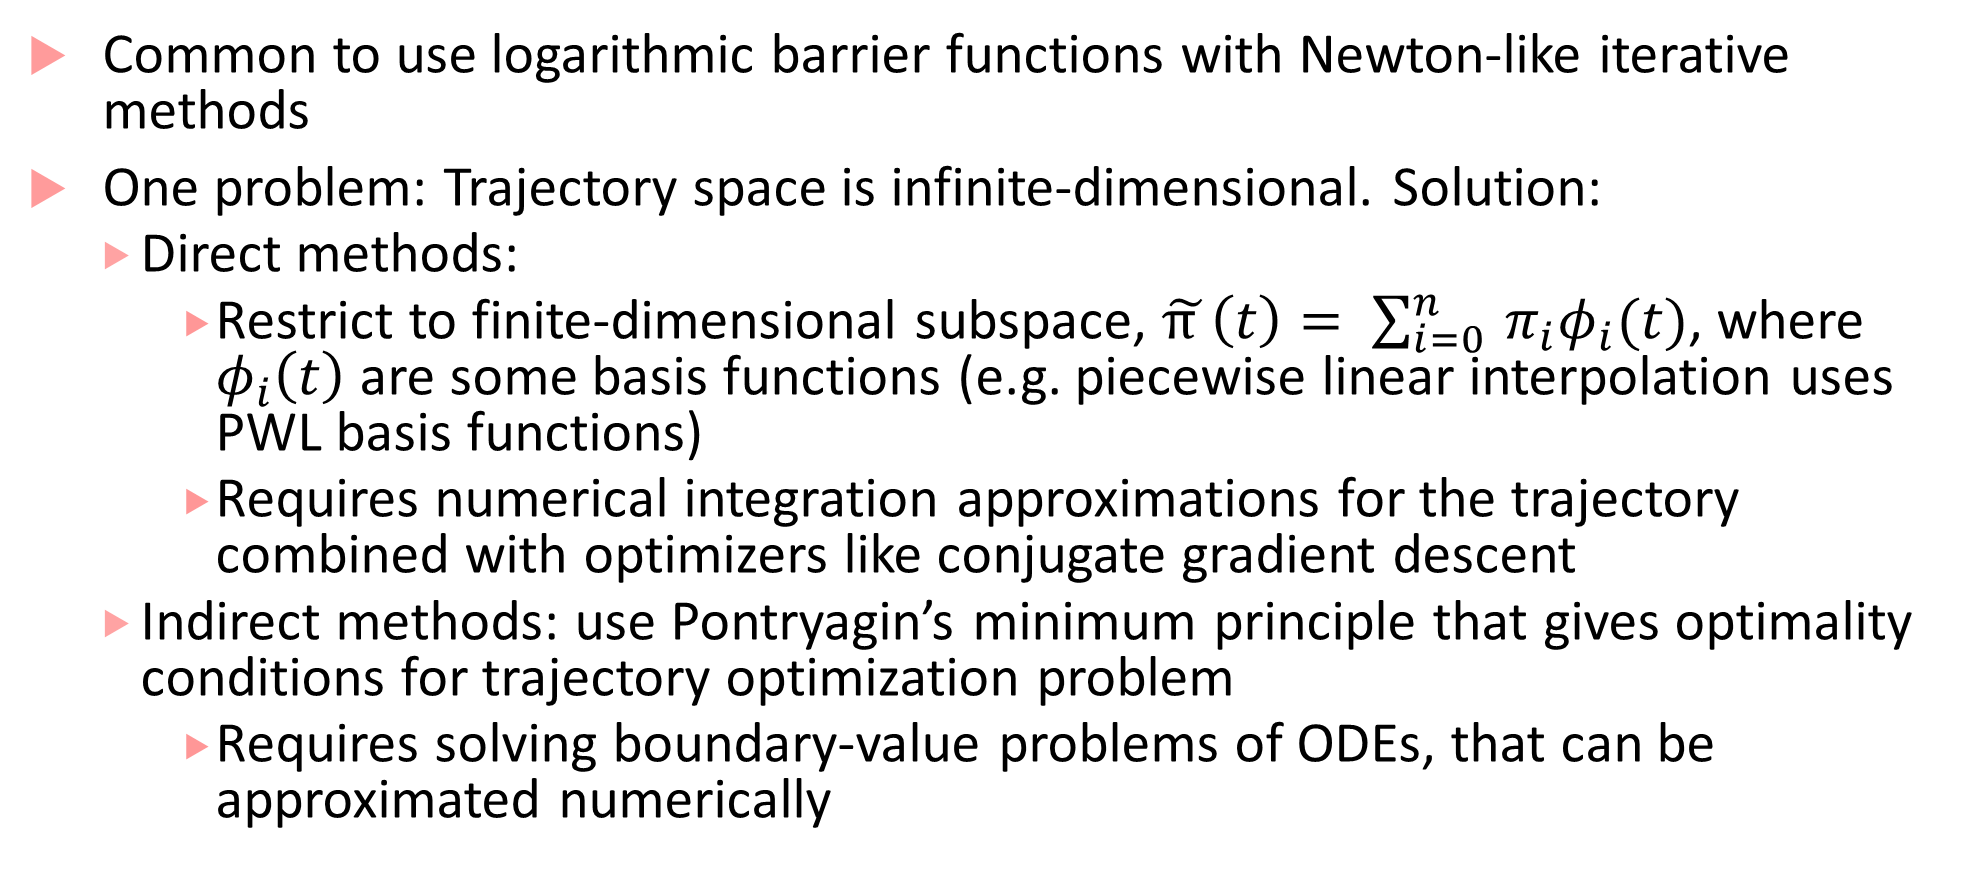 Common to use logarithmic barrier functions with Newton-like iterative
methods
One problem: Trajectory space is infinite-dimensional. Solution:
Direct methods:
Restrict to finite-dimensional subspace, π̃ (t) = ∑ⁿᵢ₌₀ πᵢϕᵢ(t), where
ϕᵢ(t) are some basis functions (e.g. piecewise linear interpolation uses
PWL basis functions)
Requires numerical integration approximations for the trajectory
combined with optimizers like conjugate gradient descent
Indirect methods: use Pontryagin’s minimum principle that gives optimality
conditions for trajectory optimization problem
Requires solving boundary-value problems of ODEs, that can be
approximated numerically